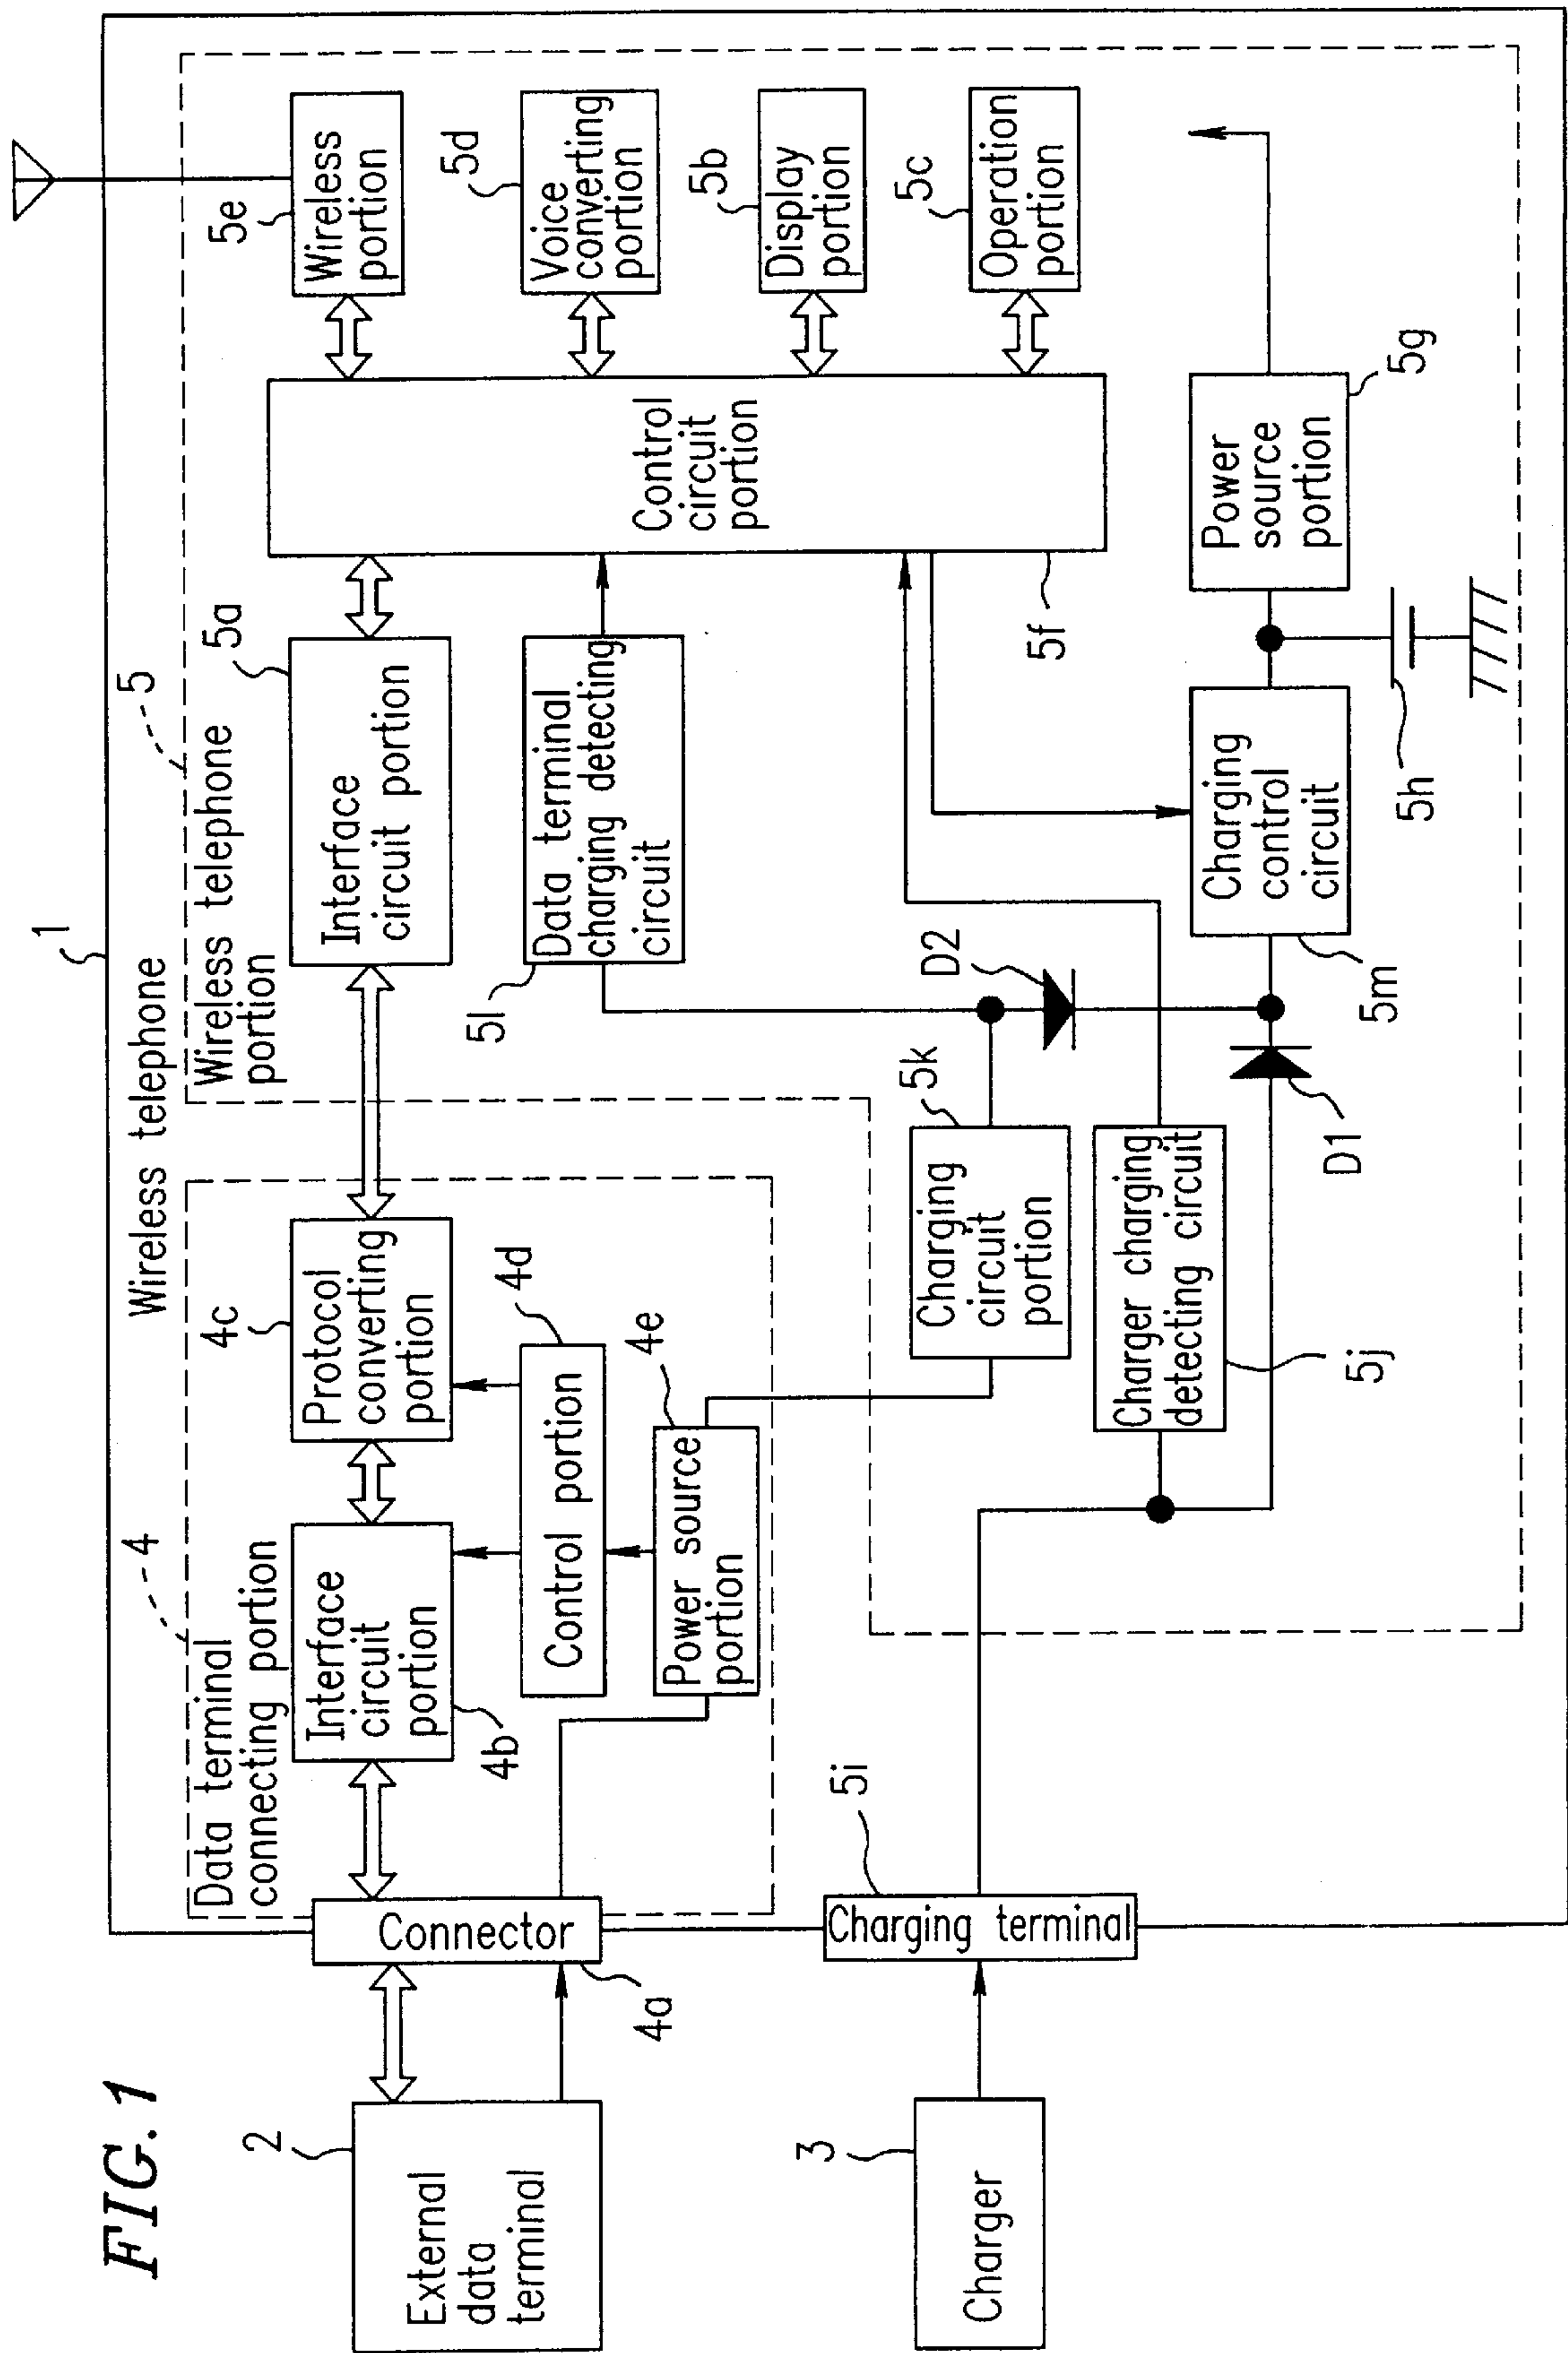 FIG. 1
1
Wireless telephone
4
Data terminal
connecting portion
5
Wireless telephone
portion
2
External
data
terminal
Connector
4a
Interface
circuit
portion
4b
Protocol
converting
portion
4c
Control portion
4d
Power source
portion
4e
Interface
circuit portion
5a
Data terminal
charging detecting
circuit
5l
Control
circuit
portion
5f
Wireless
portion
5e
Voice
converting
portion
5d
Display
portion
5b
Operation
portion
5c
3
Charger
Charging terminal
5i
Charging
circuit
portion
5k
Charger charging
detecting circuit
5j
D2
D1
Charging
control
circuit
5m
5h
Power
source
portion
5g